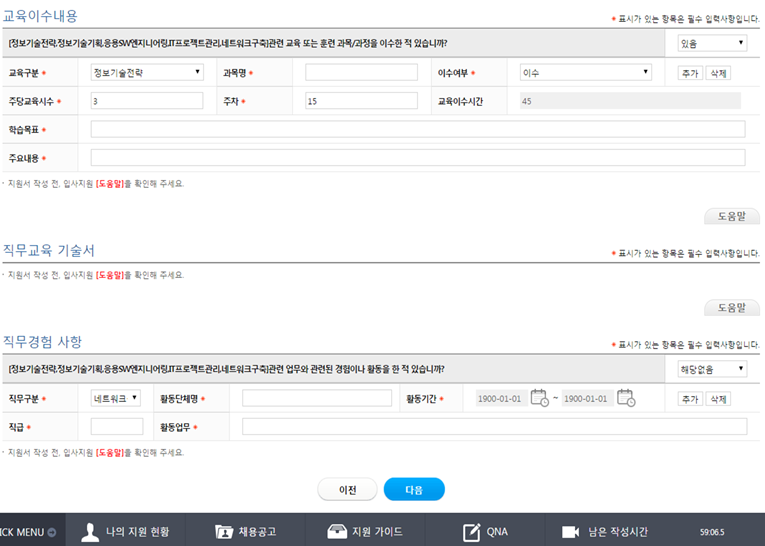 교육이수내용
* 표시가 있는 항목은 필수 입력사항입니다.
[정보기술전략,정보기술기획,응용SW엔지니어링,IT프로젝트관리,네트워크구축]관련 교육 또는 훈련 과목/과정을 이수한 적 있습니까? 있음
교육구분 * 정보기술전략 과목명 * 이수여부 * 이수 추가 삭제
주당교육시수 * 3 주차 * 15 교육이수시간 45
학습목표 *
주요내용 *
· 지원서 작성 전, 입사지원 [도움말]을 확인해 주세요.
도움말
직무교육 기술서
* 표시가 있는 항목은 필수 입력사항입니다.
· 지원서 작성 전, 입사지원 [도움말]을 확인해 주세요.
도움말
직무경험 사항
* 표시가 있는 항목은 필수 입력사항입니다.
[정보기술전략,정보기술기획,응용SW엔지니어링,IT프로젝트관리,네트워크구축]관련 업무와 관련된 경험이나 활동을 한 적 있습니까? 해당없음
직무구분 * 네트워크 활동단체명 * 활동기간 * 1900-01-01 ~ 1900-01-01 추가 삭제
직급 * 활동업무 *
· 지원서 작성 전, 입사지원 [도움말]을 확인해 주세요.
이전 다음
ICK MENU 나의 지원 현황 채용공고 지원 가이드 QNA 남은 작성시간 59:06.5